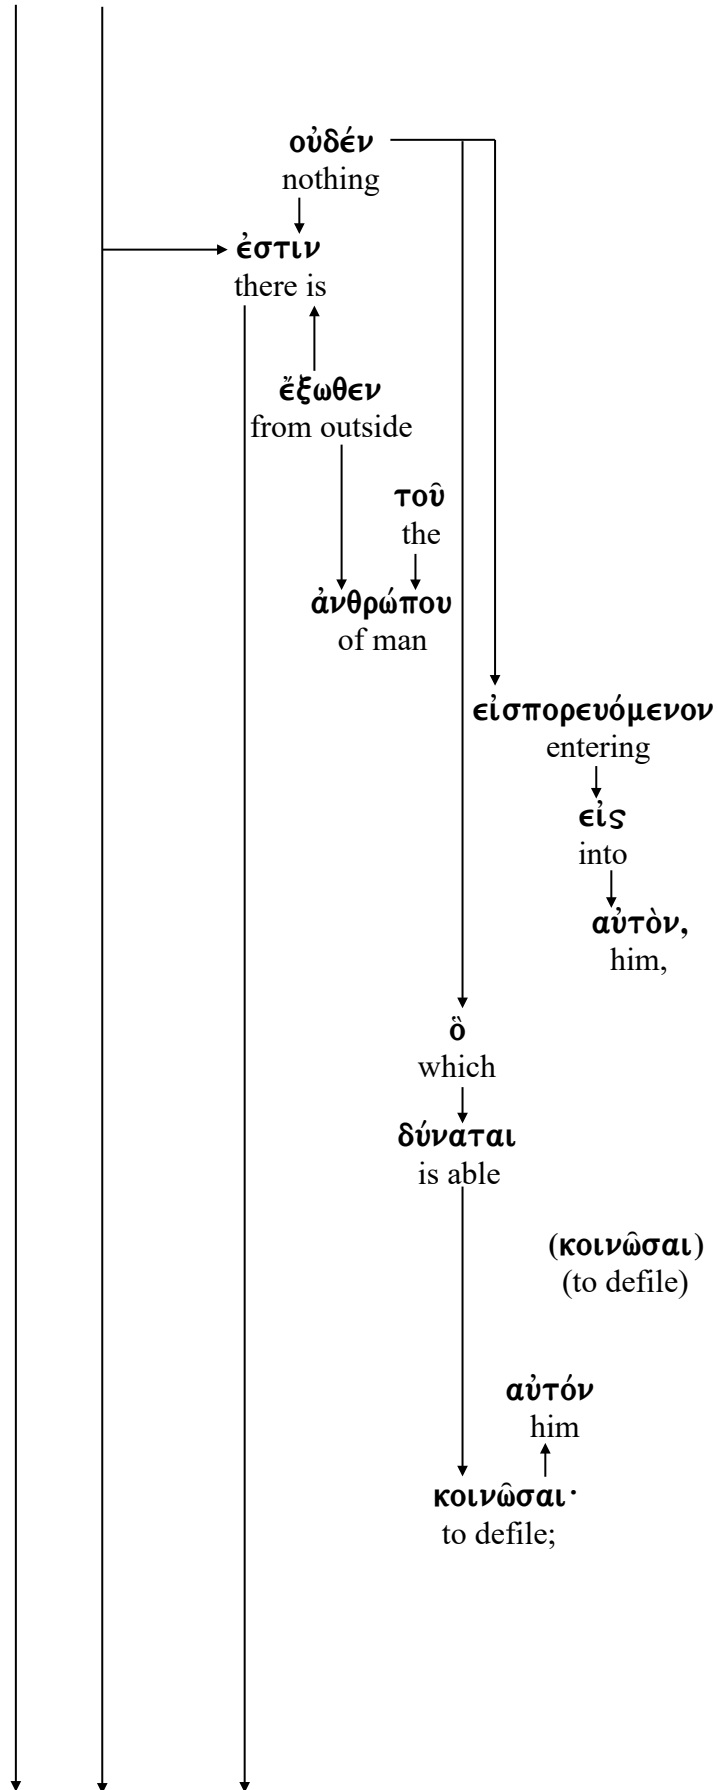 οὐδέν
nothing
ἐστιν
there is
ἔξωθεν
from outside
τοῦ
the
ἀνθρώπου
of man
εἰσπορευόμενον
entering
εἰς
into
αὐτὸν,
him,
ὃ
which
δύναται
is able
(κοινῶσαι)
(to defile)
αὐτόν
him
κοινῶσαι·
to defile;